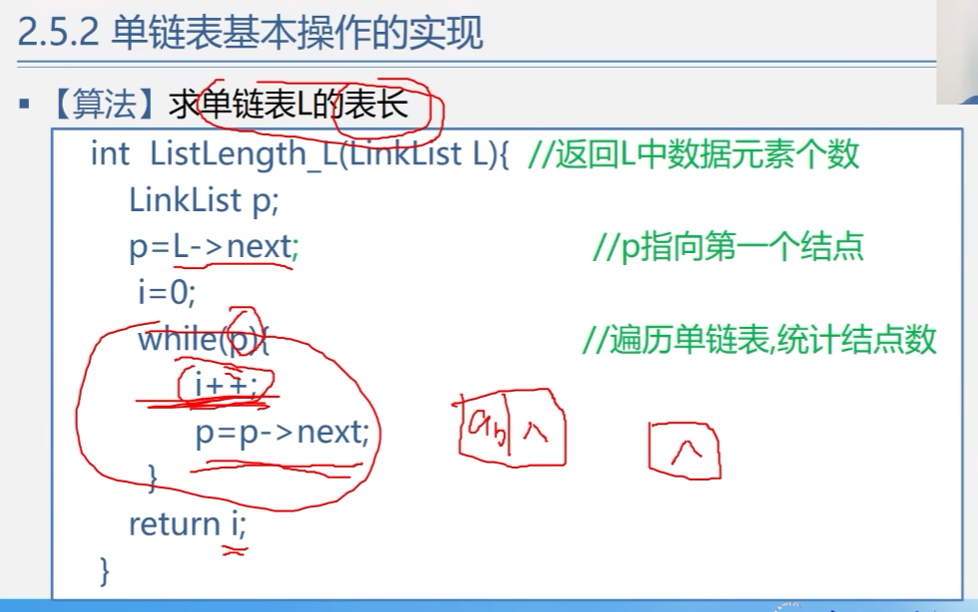 2.5.2 单链表基本操作的实现
▪ 【算法】求单链表L的表长
int ListLength_L(LinkList L){ //返回L中数据元素个数
LinkList p;
p=L->next; //p指向第一个结点
i=0;
while(p){ //遍历单链表,统计结点数
i++;
p=p->next;
}
return i;
}
∧ ∧